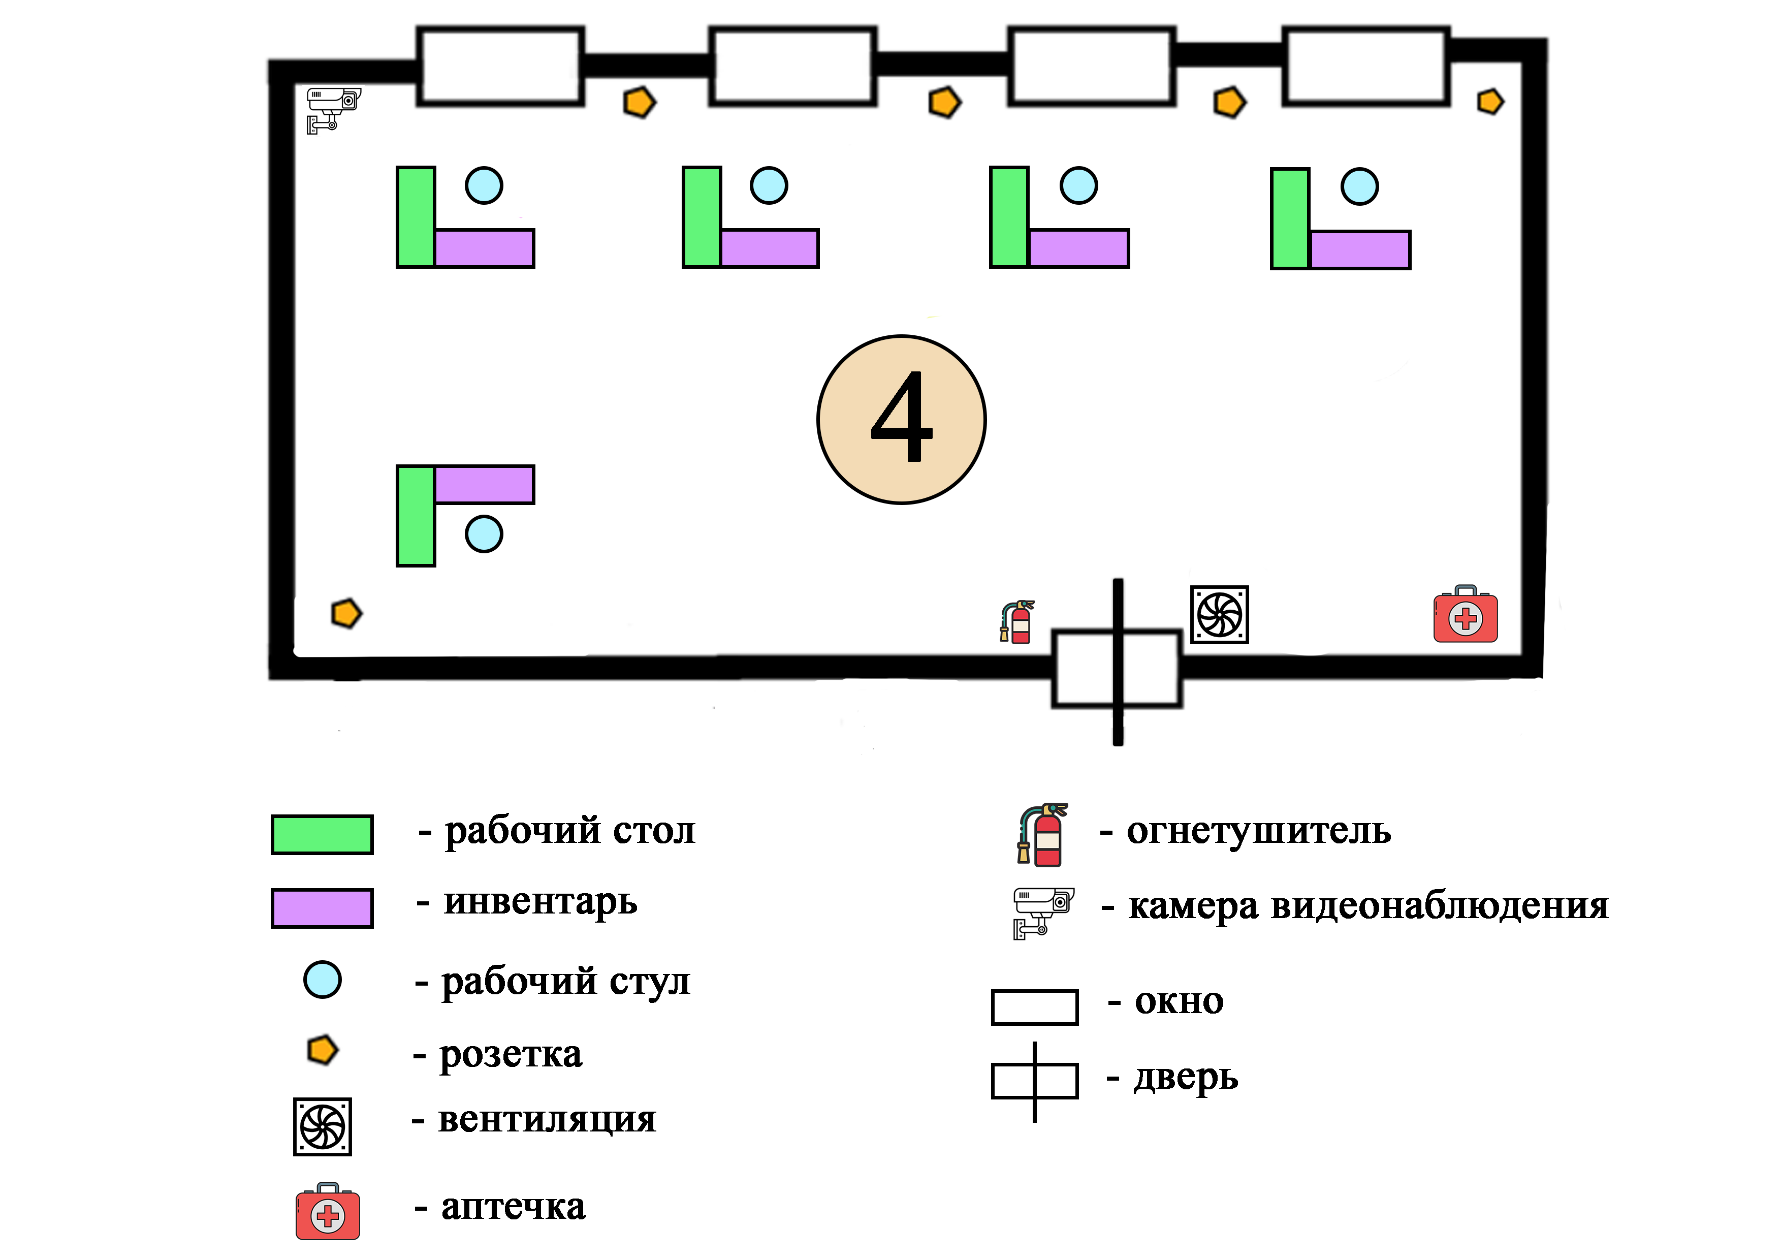 4
- рабочий стол
- инвентарь
- рабочий стул
- розетка
- вентиляция
- аптечка
- огнетушитель
- камера видеонаблюдения
- окно
- дверь